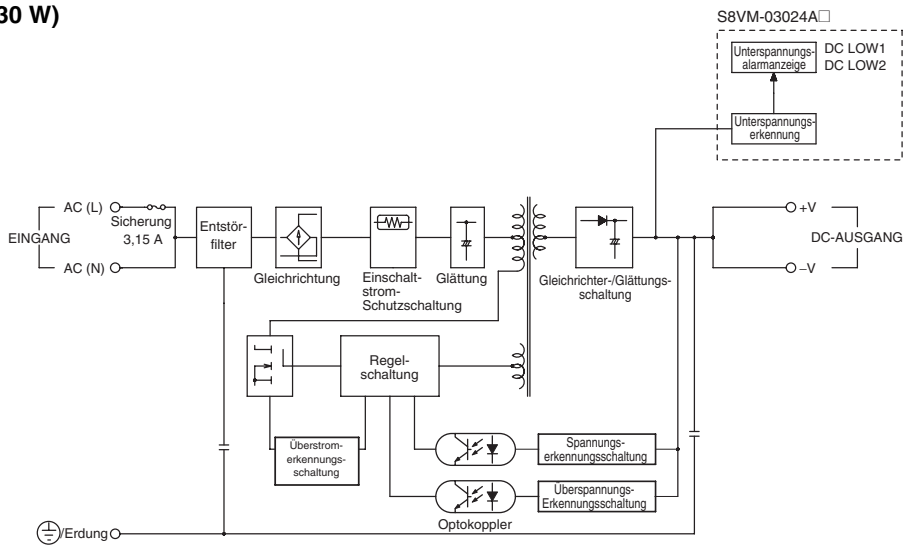 30 W)
S8VM-03024A□
Unterspannungs-
alarmanzeige
DC LOW1
DC LOW2
Unterspannungs-
erkennung
EINGANG
AC (L)
Sicherung
3,15 A
AC (N)
Entstör-
filter
Gleichrichtung
Einschalt-
strom-
Schutzschaltung
Glättung
Gleichrichter-/Glättungs-
schaltung
+V
DC-AUSGANG
−V
Regel-
schaltung
Überstrom-
erkennungs-
schaltung
Spannungs-
erkennungsschaltung
Überspannungs-
Erkennungsschaltung
Optokoppler
/Erdung